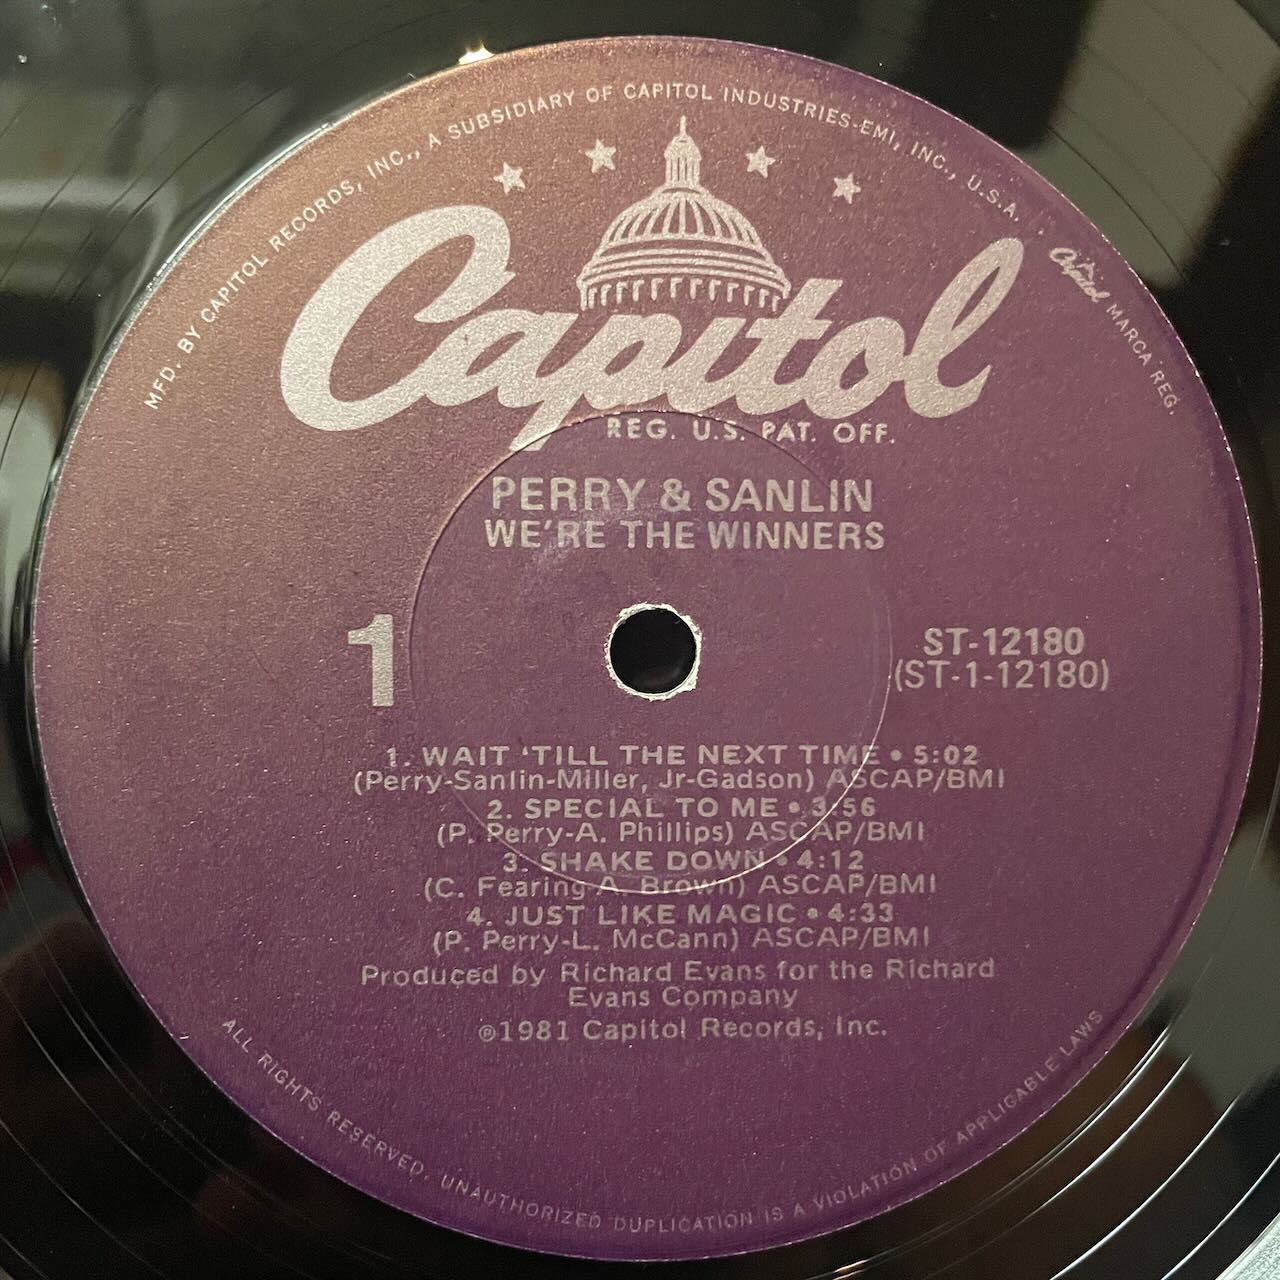 MFD. BY CAPITOL RECORDS, INC., A SUBSIDIARY OF CAPITOL INDUSTRIES-EMI, INC., U.S.A.
Capitol MARCA REG.
Capitol
REG. U.S. PAT. OFF.
PERRY & SANLIN
WE'RE THE WINNERS
1
ST-12180
(ST-1-12180)
1. WAIT 'TILL THE NEXT TIME • 5:02
(Perry-Sanlin-Miller, Jr-Gadson) ASCAP/BMI
2. SPECIAL TO ME • 3:56
(P. Perry-A. Phillips) ASCAP/BMI
3. SHAKE DOWN • 4:12
(C. Fearing-A. Brown) ASCAP/BMI
4. JUST LIKE MAGIC • 4:33
(P. Perry-L. McCann) ASCAP/BMI
Produced by Richard Evans for the Richard
Evans Company
℗1981 Capitol Records, Inc.
ALL RIGHTS RESERVED. UNAUTHORIZED DUPLICATION IS A VIOLATION OF APPLICABLE LAWS